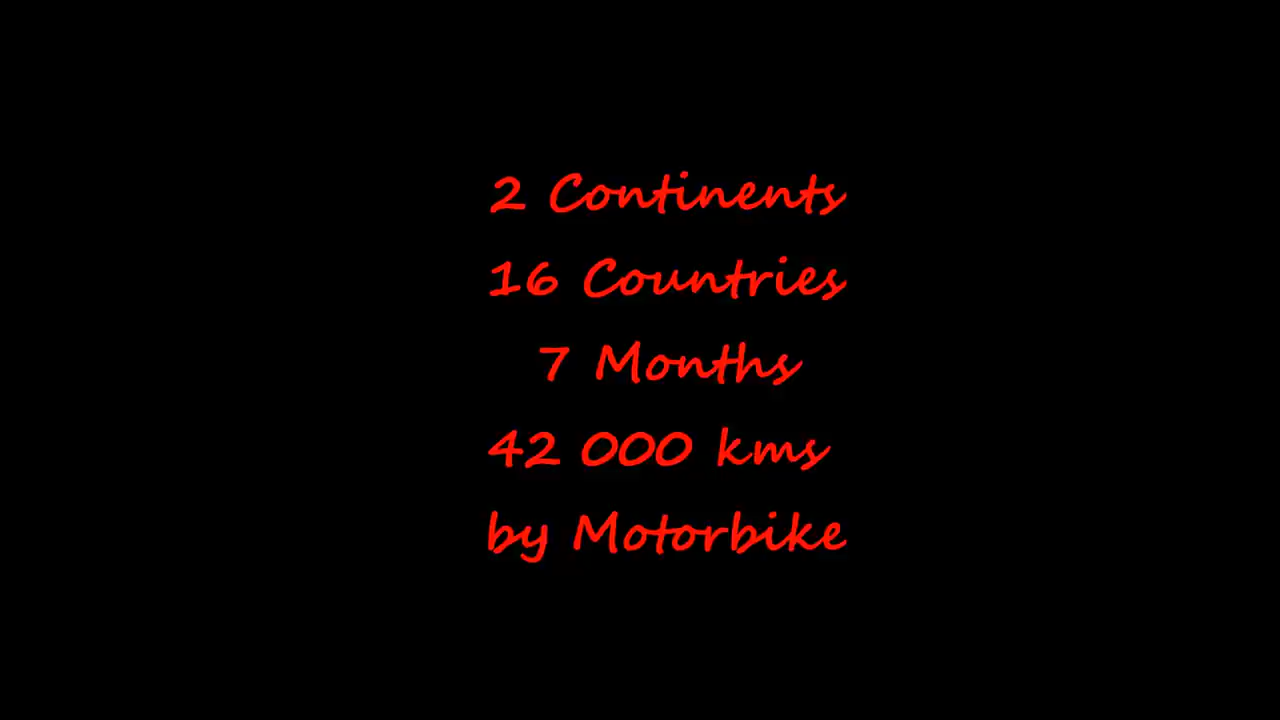 2 Continents
16 Countries
7 Months
42 000 kms
by Motorbike